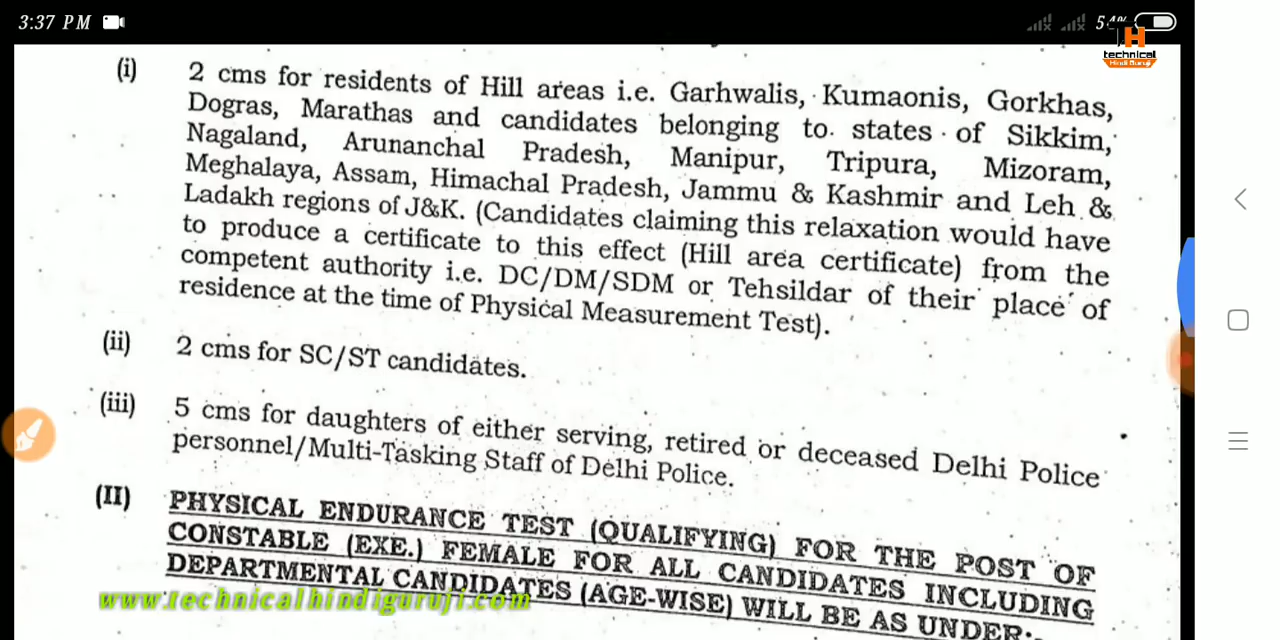 3:37 PM
54%
technical
Hindi Guruji
(i) 2 cms for residents of Hill areas i.e. Garhwalis, Kumaonis, Gorkhas,
Dogras, Marathas and candidates belonging to states of Sikkim,
Nagaland, Arunanchal Pradesh, Manipur, Tripura, Mizoram,
Meghalaya, Assam, Himachal Pradesh, Jammu & Kashmir and Leh &
Ladakh regions of J&K. (Candidates claiming this relaxation would have
to produce a certificate to this effect (Hill area certificate) from the
competent authority i.e. DC/DM/SDM or Tehsildar of their place of
residence at the time of Physical Measurement Test).
(ii) 2 cms for SC/ST candidates.
(iii) 5 cms for daughters of either serving, retired or deceased Delhi Police
personnel/Multi-Tasking Staff of Delhi Police.
(II) PHYSICAL ENDURANCE TEST (QUALIFYING) FOR THE POST OF
CONSTABLE (EXE.) FEMALE FOR ALL CANDIDATES INCLUDING
DEPARTMENTAL CANDIDATES (AGE-WISE) WILL BE AS UNDER:-
www.technicalhindiguruji.com